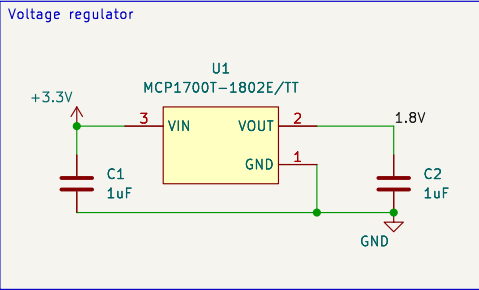 Voltage regulator
U1
MCP1700T-1802E/TT
+3.3V
3 VIN VOUT 2 1.8V
GND 1
C1 C2
1uF 1uF
GND